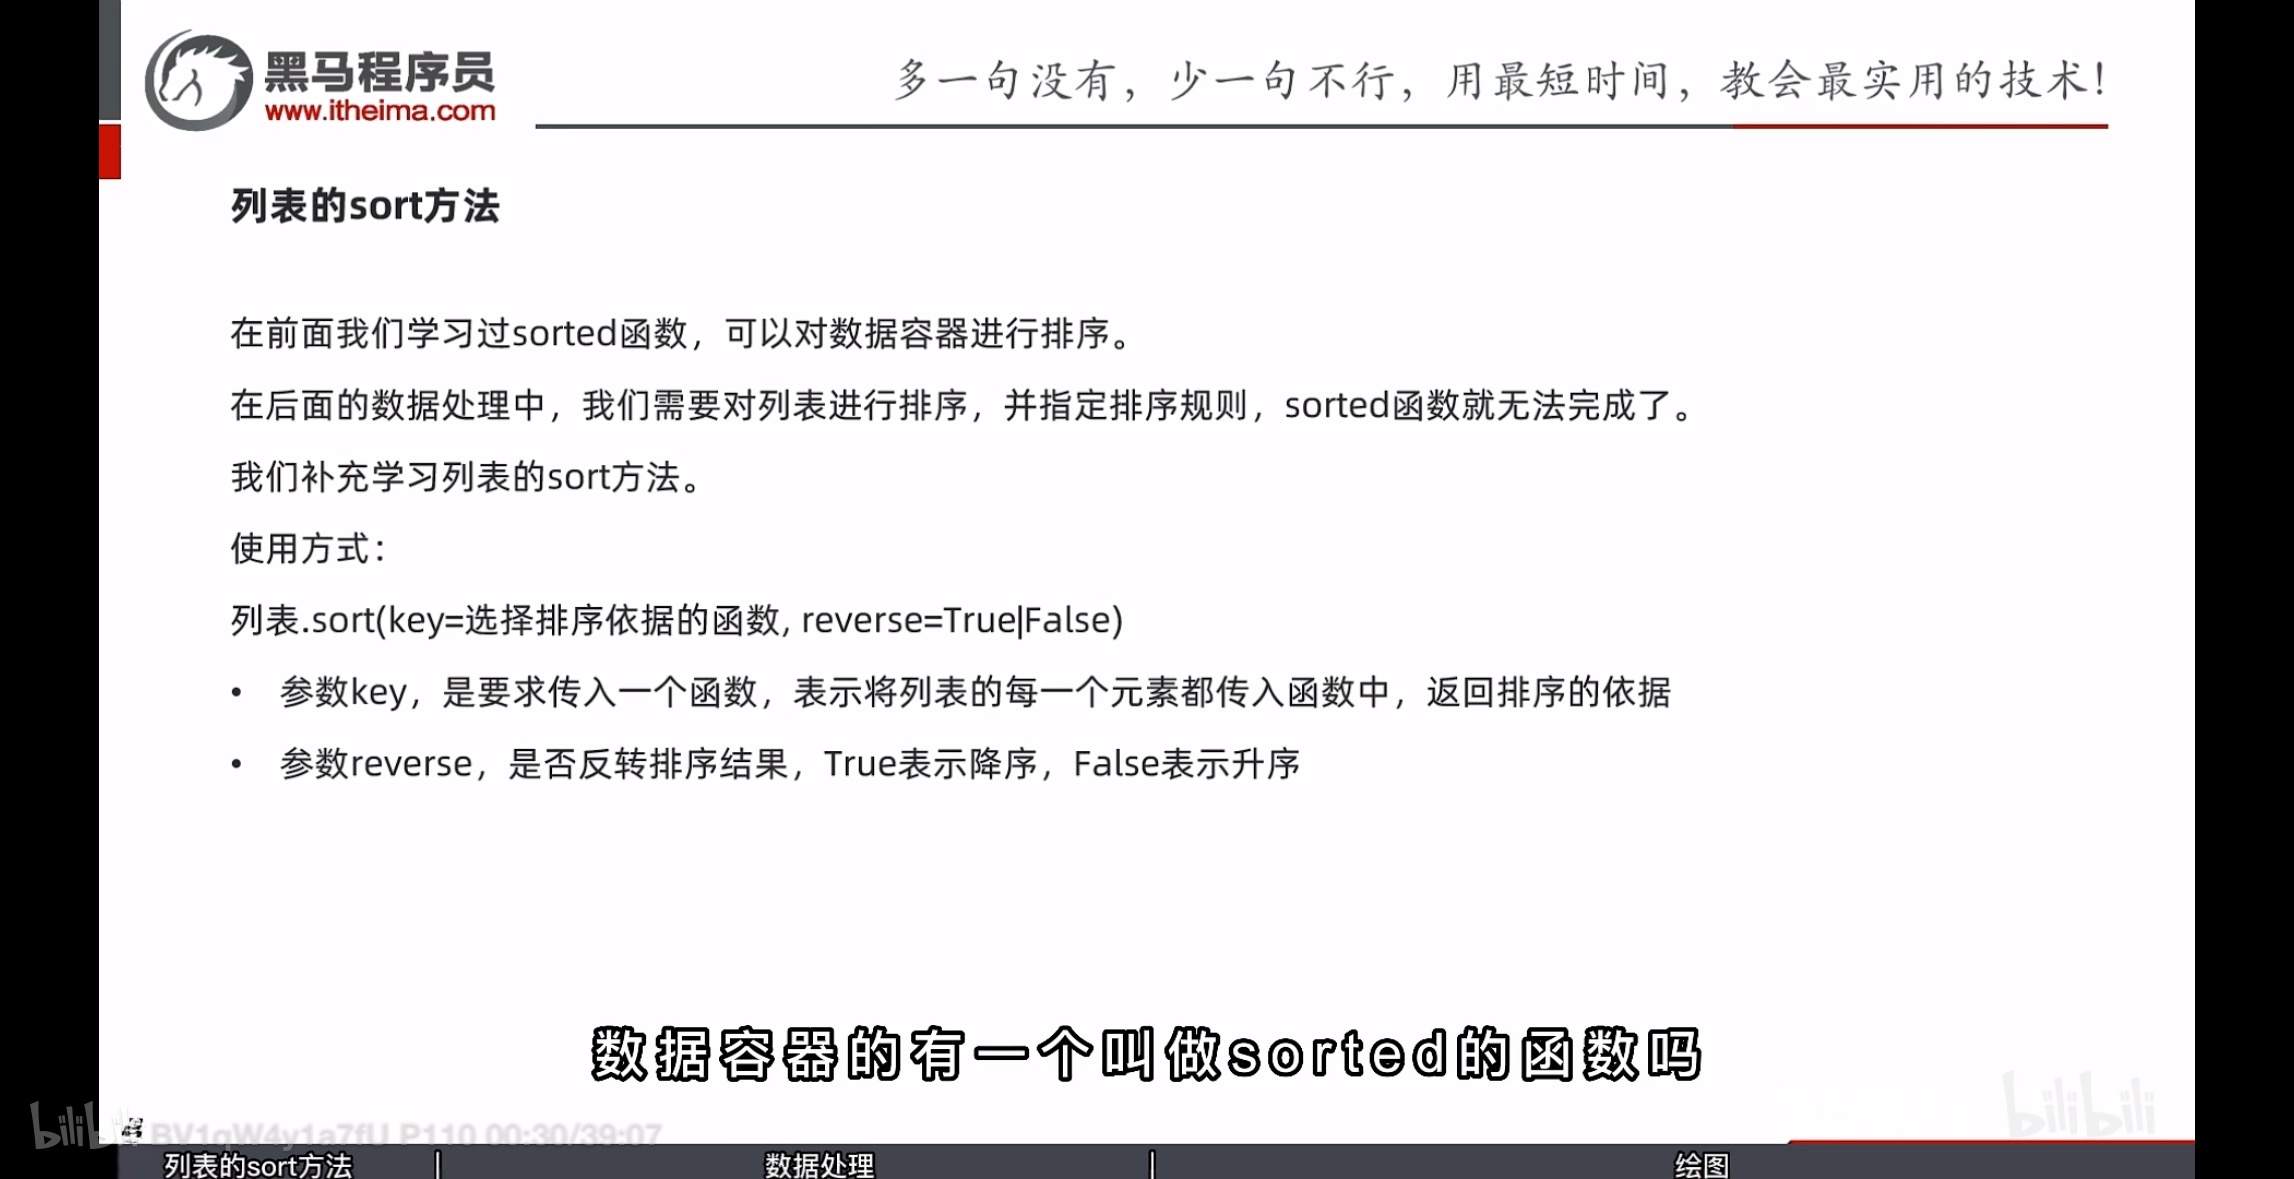 黑马程序员
www.itheima.com
多一句没有，少一句不行，用最短时间，教会最实用的技术！
列表的sort方法
在前面我们学习过sorted函数，可以对数据容器进行排序。
在后面的数据处理中，我们需要对列表进行排序，并指定排序规则，sorted函数就无法完成了。
我们补充学习列表的sort方法。
使用方式：
列表.sort(key=选择排序依据的函数, reverse=True|False)
• 参数key，是要求传入一个函数，表示将列表的每一个元素都传入函数中，返回排序的依据
• 参数reverse，是否反转排序结果，True表示降序，False表示升序
数据容器的有一个叫做sorted的函数吗
bilibili
BV1qW4y1a7fU P110 00:30/39:07
bilibili
列表的sort方法 | 数据处理 | 绘图